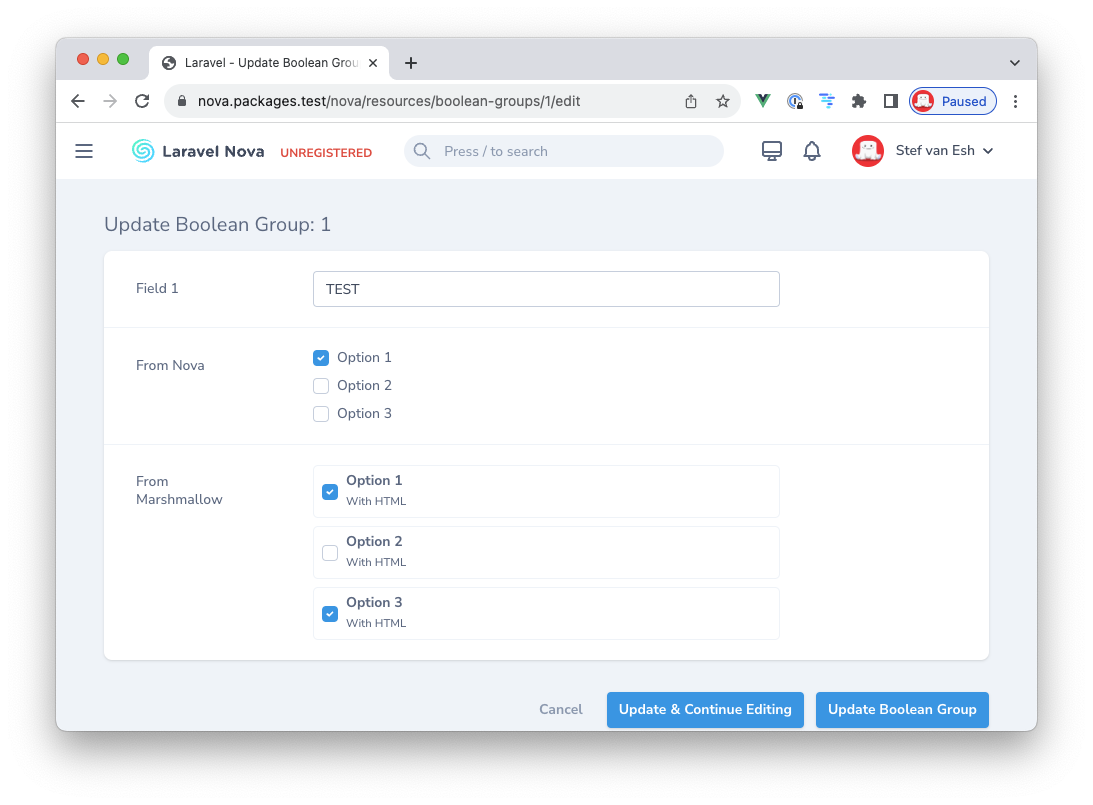 Laravel - Update Boolean Grou
nova.packages.test/nova/resources/boolean-groups/1/edit
Paused
Laravel Nova UNREGISTERED
Press / to search
Stef van Esh
Update Boolean Group: 1
Field 1
TEST
From Nova
Option 1
Option 2
Option 3
From
Marshmallow
Option 1
With HTML
Option 2
With HTML
Option 3
With HTML
Cancel
Update & Continue Editing
Update Boolean Group